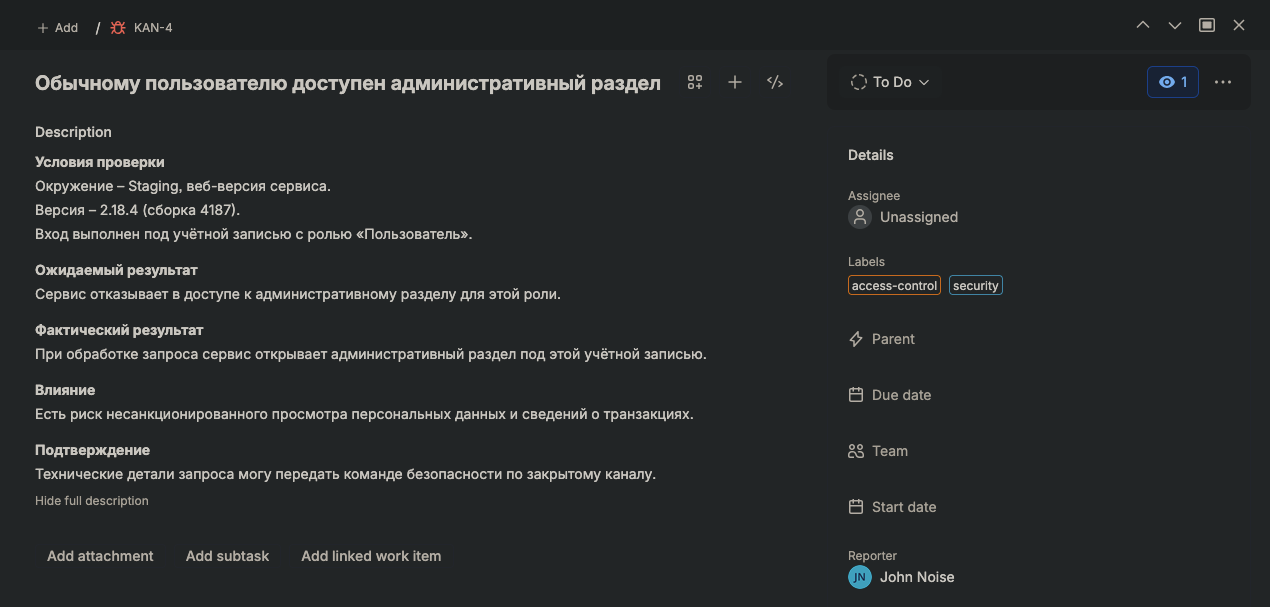 Add / KAN-4
Обычному пользователю доступен административный раздел
To Do
1
Description
Условия проверки
Окружение – Staging, веб-версия сервиса.
Версия – 2.18.4 (сборка 4187).
Вход выполнен под учётной записью с ролью «Пользователь».
Ожидаемый результат
Сервис отказывает в доступе к административному разделу для этой роли.
Фактический результат
При обработке запроса сервис открывает административный раздел под этой учётной записью.
Влияние
Есть риск несанкционированного просмотра персональных данных и сведений о транзакциях.
Подтверждение
Технические детали запроса могу передать команде безопасности по закрытому каналу.
Hide full description
Add attachment
Add subtask
Add linked work item
Details
Assignee
Unassigned
Labels
access-control
security
Parent
Due date
Team
Start date
Reporter
JN
John Noise